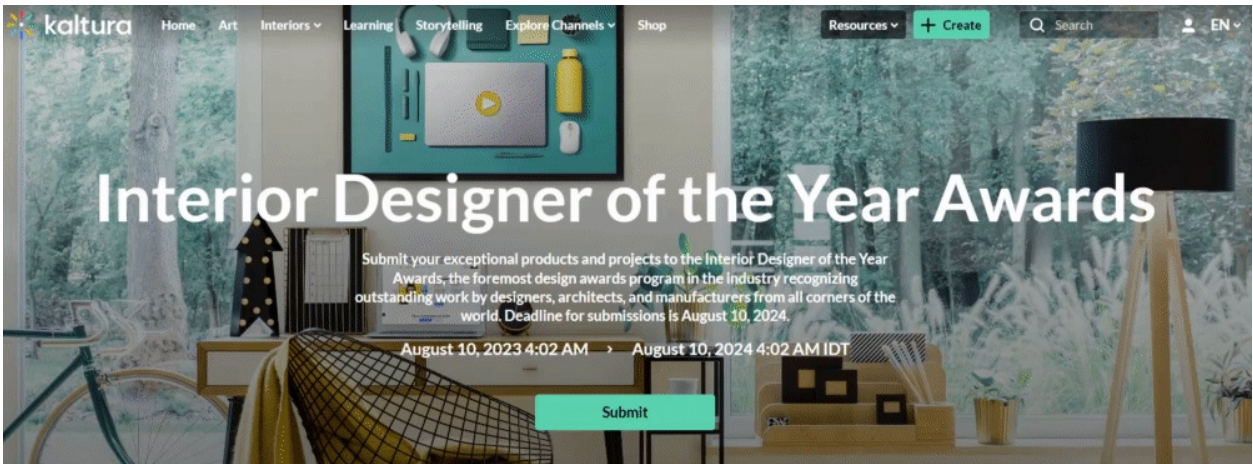 kaltura
Home
Art
Interiors
Learning
Storytelling
Explore Channels
Shop
Resources
+ Create
Search
EN
Interior Designer of the Year Awards
Submit your exceptional products and projects to the Interior Designer of the Year
Awards, the foremost design awards program in the industry recognizing
outstanding work by designers, architects, and manufacturers from all corners of the
world. Deadline for submissions is August 10, 2024.
August 10, 2023 4:02 AM > August 10, 2024 4:02 AM IDT
Submit